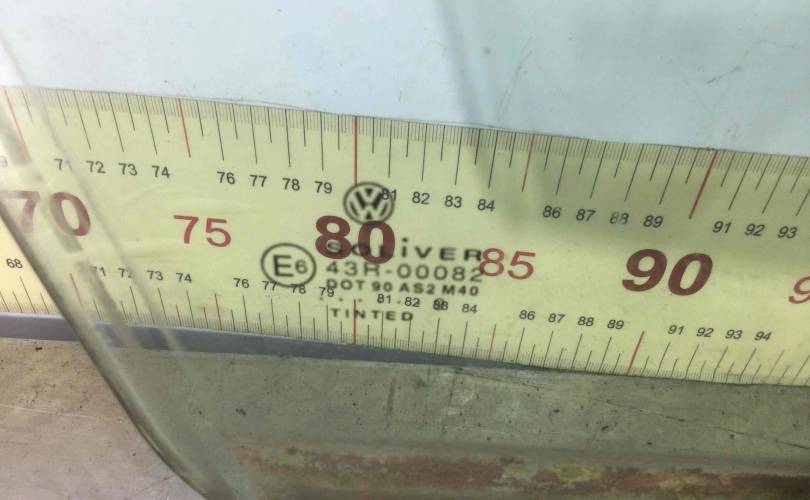 71 72 73 74 76 77 78 79 81 82 83 84 86 87 88 89 91 92 93
70 75 80 85 90
VW
SOLiVER
E6 43R-00082
DOT 90 AS2 M40
TINTED
68 71 72 73 74 76 77 78 79 81 82 83 84 86 87 88 89 91 92 93 94